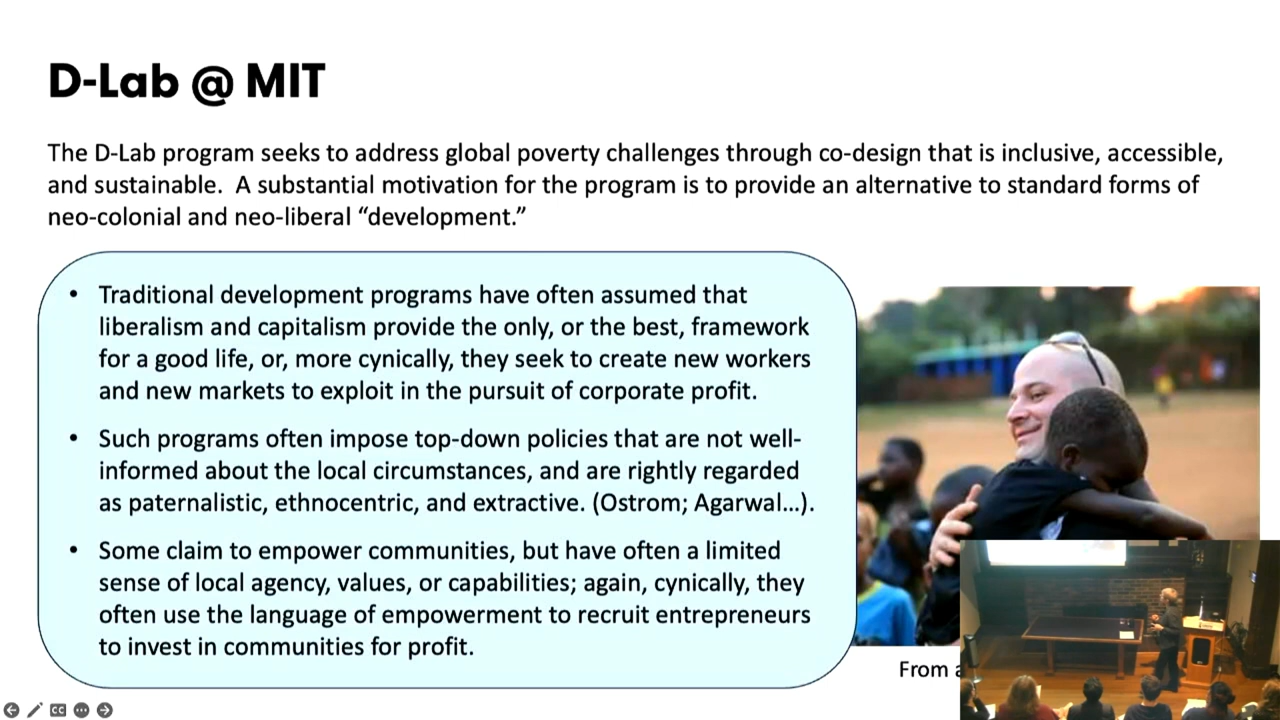 D-Lab @ MIT
The D-Lab program seeks to address global poverty challenges through co-design that is inclusive, accessible,
and sustainable.  A substantial motivation for the program is to provide an alternative to standard forms of
neo-colonial and neo-liberal “development.”
• Traditional development programs have often assumed that
liberalism and capitalism provide the only, or the best, framework
for a good life, or, more cynically, they seek to create new workers
and new markets to exploit in the pursuit of corporate profit.
• Such programs often impose top-down policies that are not well-
informed about the local circumstances, and are rightly regarded
as paternalistic, ethnocentric, and extractive. (Ostrom; Agarwal…).
• Some claim to empower communities, but have often a limited
sense of local agency, values, or capabilities; again, cynically, they
often use the language of empowerment to recruit entrepreneurs
to invest in communities for profit.
From a
CC